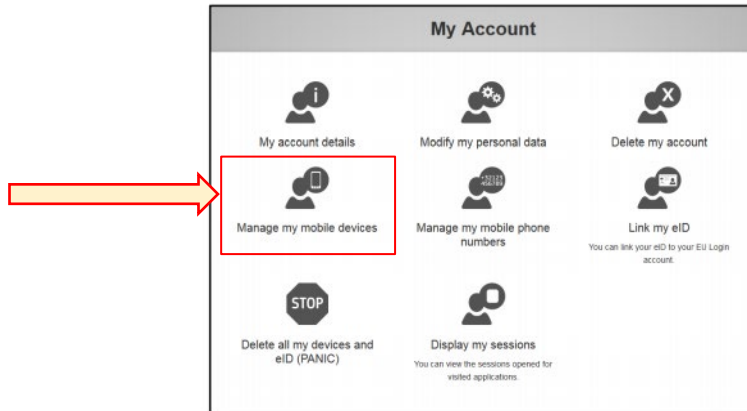 My Account
My account details
Modify my personal data
Delete my account
Manage my mobile devices
Manage my mobile phone
numbers
Link my eID
You can link your eID to your EU Login
account.
STOP
Delete all my devices and
eID (PANIC)
Display my sessions
You can view the sessions opened for
visited applications.